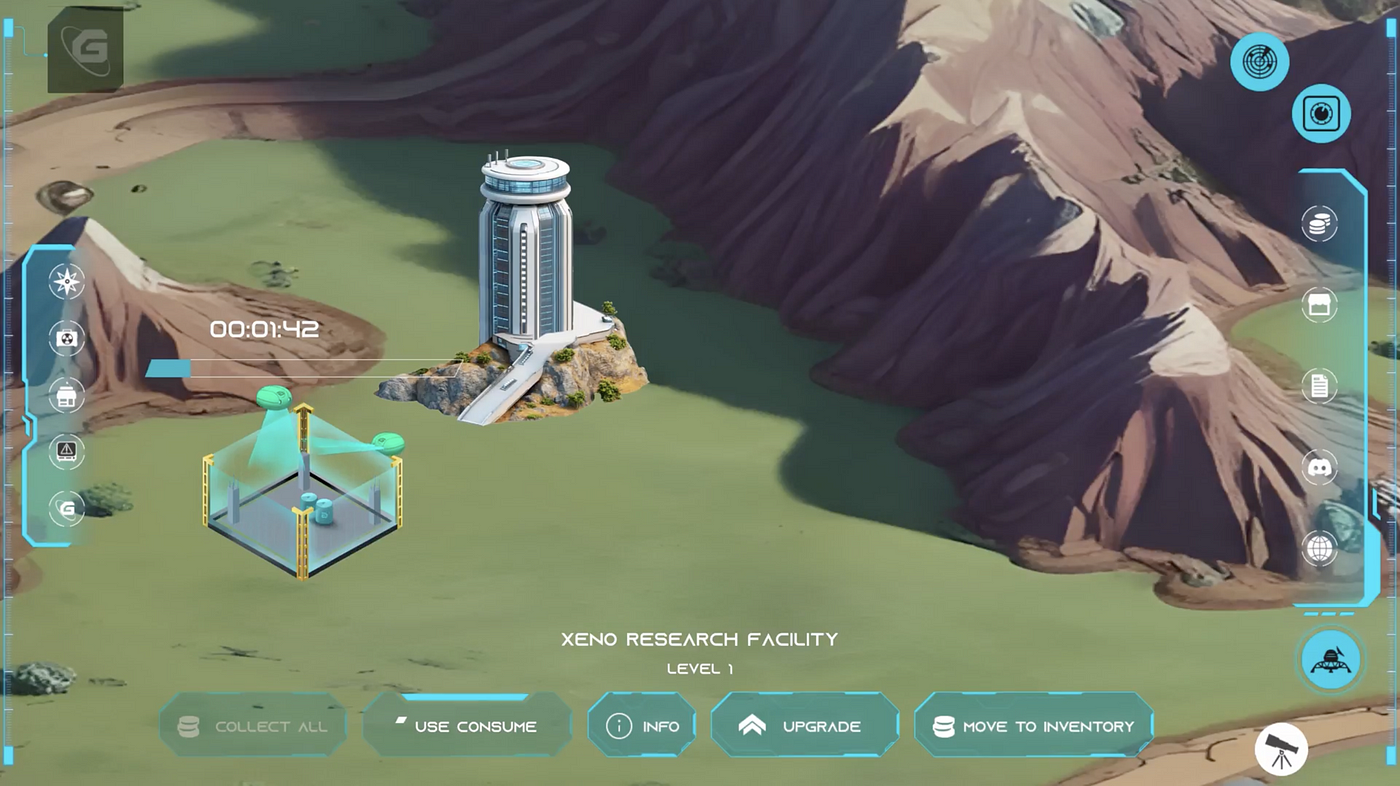 G
00:01:42
XENO RESEARCH FACILITY
LEVEL 1
COLLECT ALL
USE CONSUME
INFO
UPGRADE
MOVE TO INVENTORY